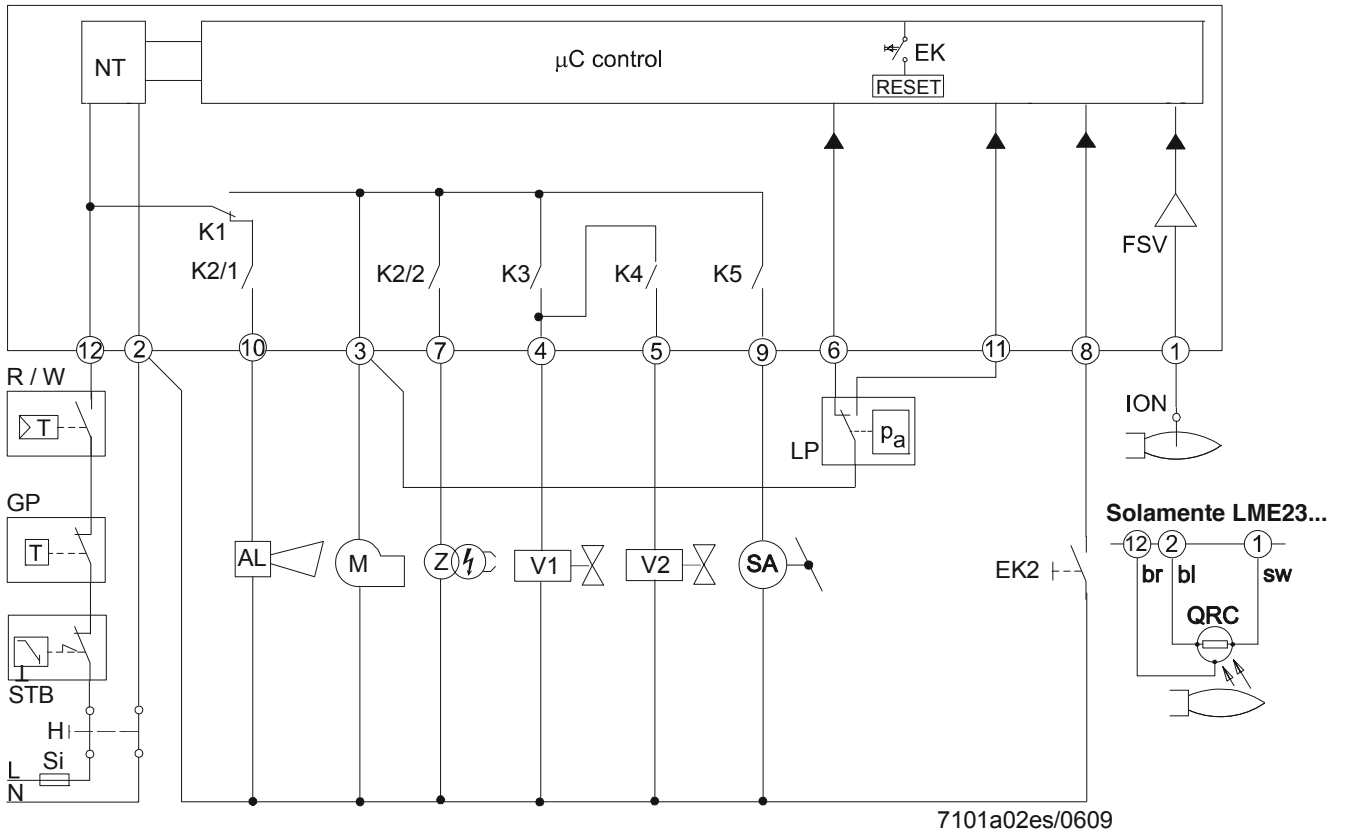 NT
μC control
EK
RESET
FSV
K1
K2/1
K2/2
K3
K4
K5
12
2
10
3
7
4
5
9
6
11
8
1
R / W
T
GP
T
STB
H
Si
L
N
AL
M
Z
V1
V2
SA
LP
pa
EK2
ION
Solamente LME23...
12
2
1
br
bl
sw
QRC
7101a02es/0609